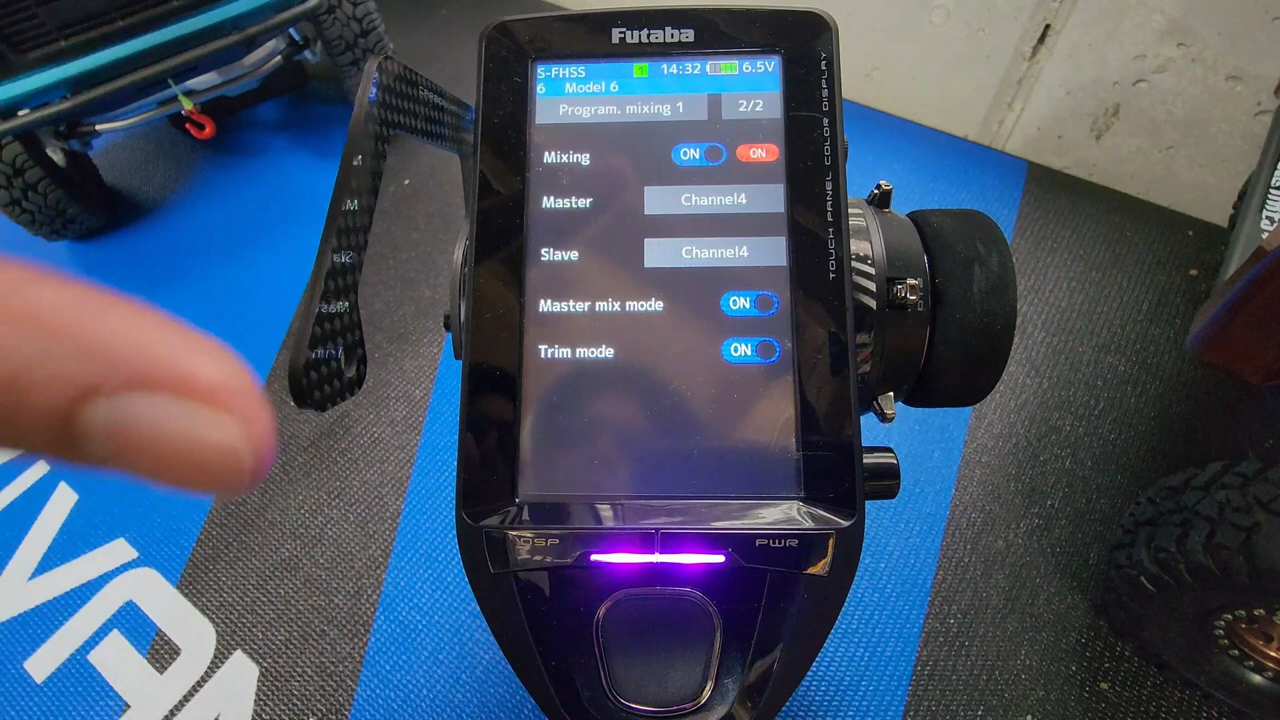 Futaba
S-FHSS 1 14:32 6.5V
6 Model 6
Program. mixing 1 2/2
Mixing ON ON
Master Channel4
Slave Channel4
Master mix mode ON
Trim mode ON
TOUCH PANEL COLOR DISPLAY
DSP PWR